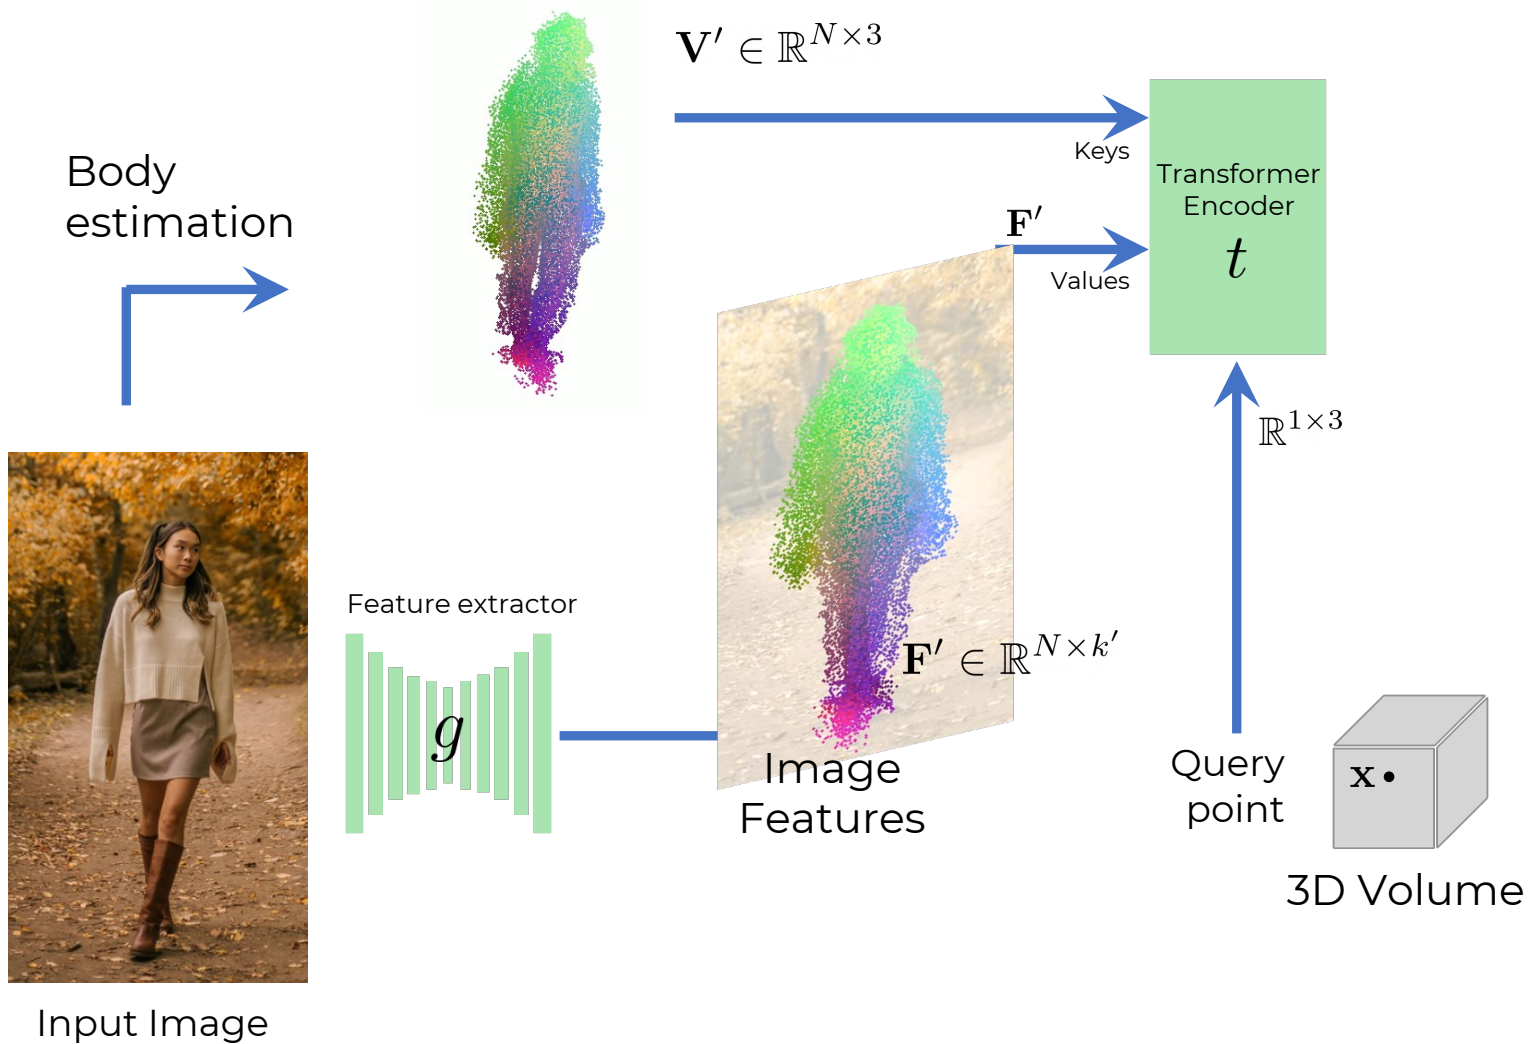 V′ ∈ ℝ^{N×3}
Keys
Body
estimation
Transformer
Encoder
t
F′
Values
ℝ^{1×3}
Feature extractor
g
F′ ∈ ℝ^{N×k′}
Image
Features
Query
point
x
3D Volume
Input Image